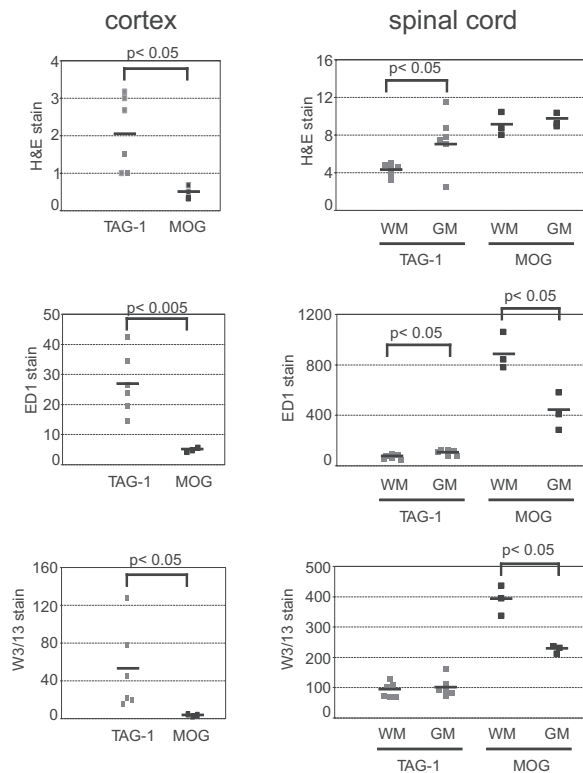 cortex
spinal cord
p< 0.05
4
3
2
1
0
H&E stain
TAG-1 MOG
p< 0.05
16
12
8
4
0
H&E stain
WM GM WM GM
TAG-1 MOG
p< 0.005
50
40
30
20
10
0
ED1 stain
TAG-1 MOG
p< 0.05
p< 0.05
1200
800
400
0
ED1 stain
WM GM WM GM
TAG-1 MOG
p< 0.05
160
120
80
40
0
W3/13 stain
TAG-1 MOG
p< 0.05
500
400
300
200
100
0
W3/13 stain
WM GM WM GM
TAG-1 MOG